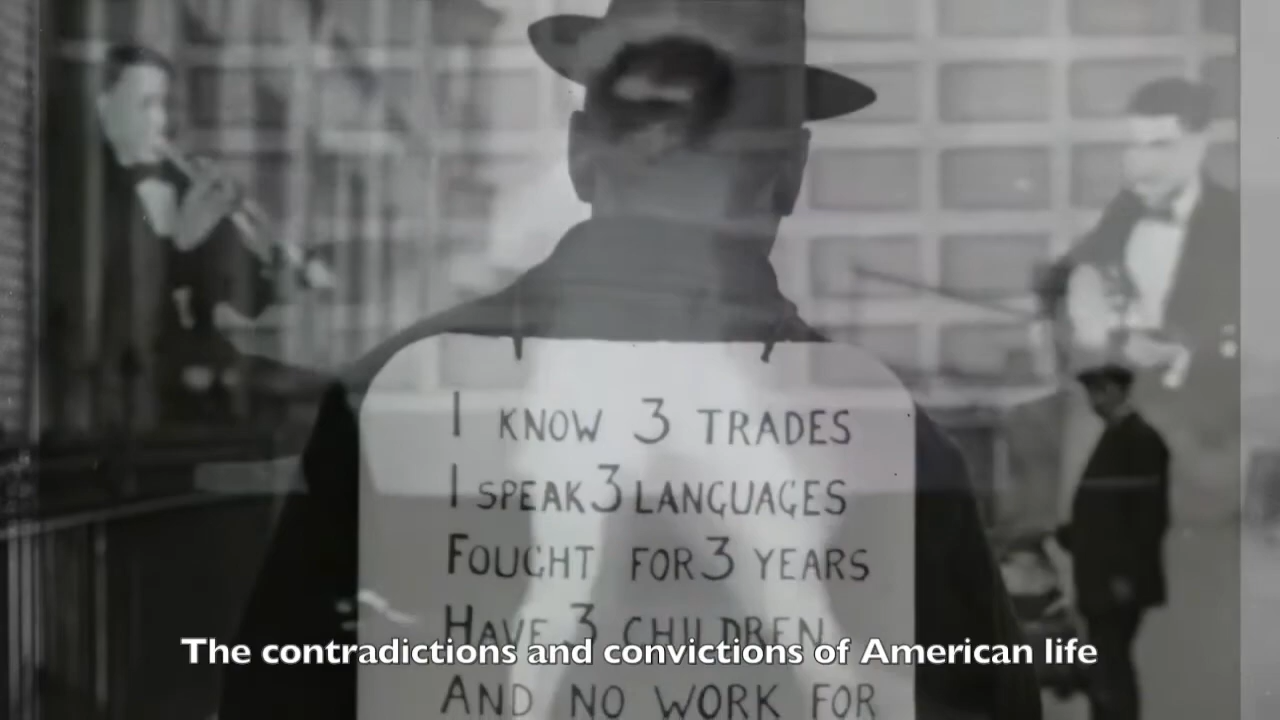 I KNOW 3 TRADES
I SPEAK 3 LANGUAGES
FOUGHT FOR 3 YEARS
HAVE 3 CHILDREN
The contradictions and convictions of American life
AND NO WORK FOR